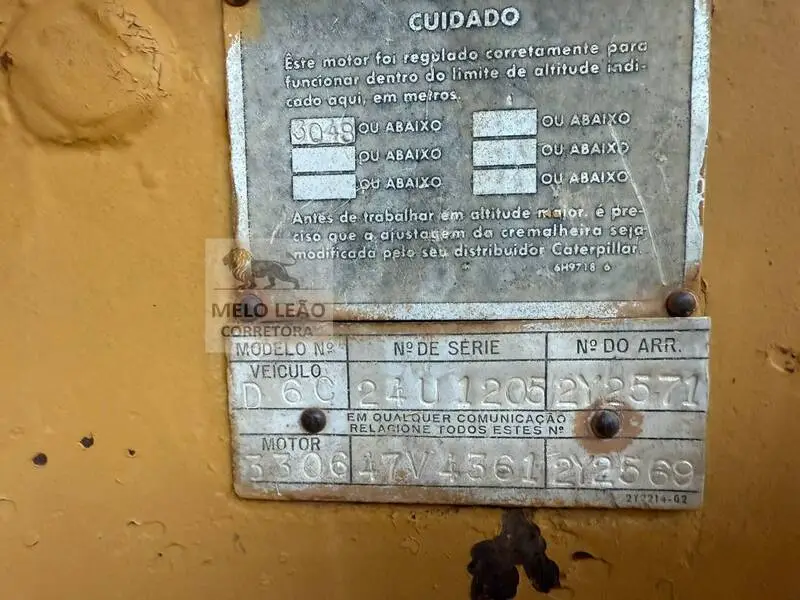 CUIDADO
Este motor foi regulado corretamente para
funcionar dentro do limite de altitude indi-
cado aqui, em metros.
3048 OU ABAIXO OU ABAIXO
OU ABAIXO OU ABAIXO
OU ABAIXO OU ABAIXO
Antes de trabalhar em altitude maior, é pre-
ciso que a ajustagem da cremalheira seja
modificada pelo seu distribuidor Caterpillar.
6H9718 6
MELO LEÃO
CORRETORA
MODELO Nº Nº DE SÉRIE Nº DO ARR.
VEÍCULO
D 6C 24U1205 2Y2571
EM QUALQUER COMUNICAÇÃO
RELACIONE TODOS ESTES Nº
MOTOR
3306 47V4361 2Y2569
2Y2214-02